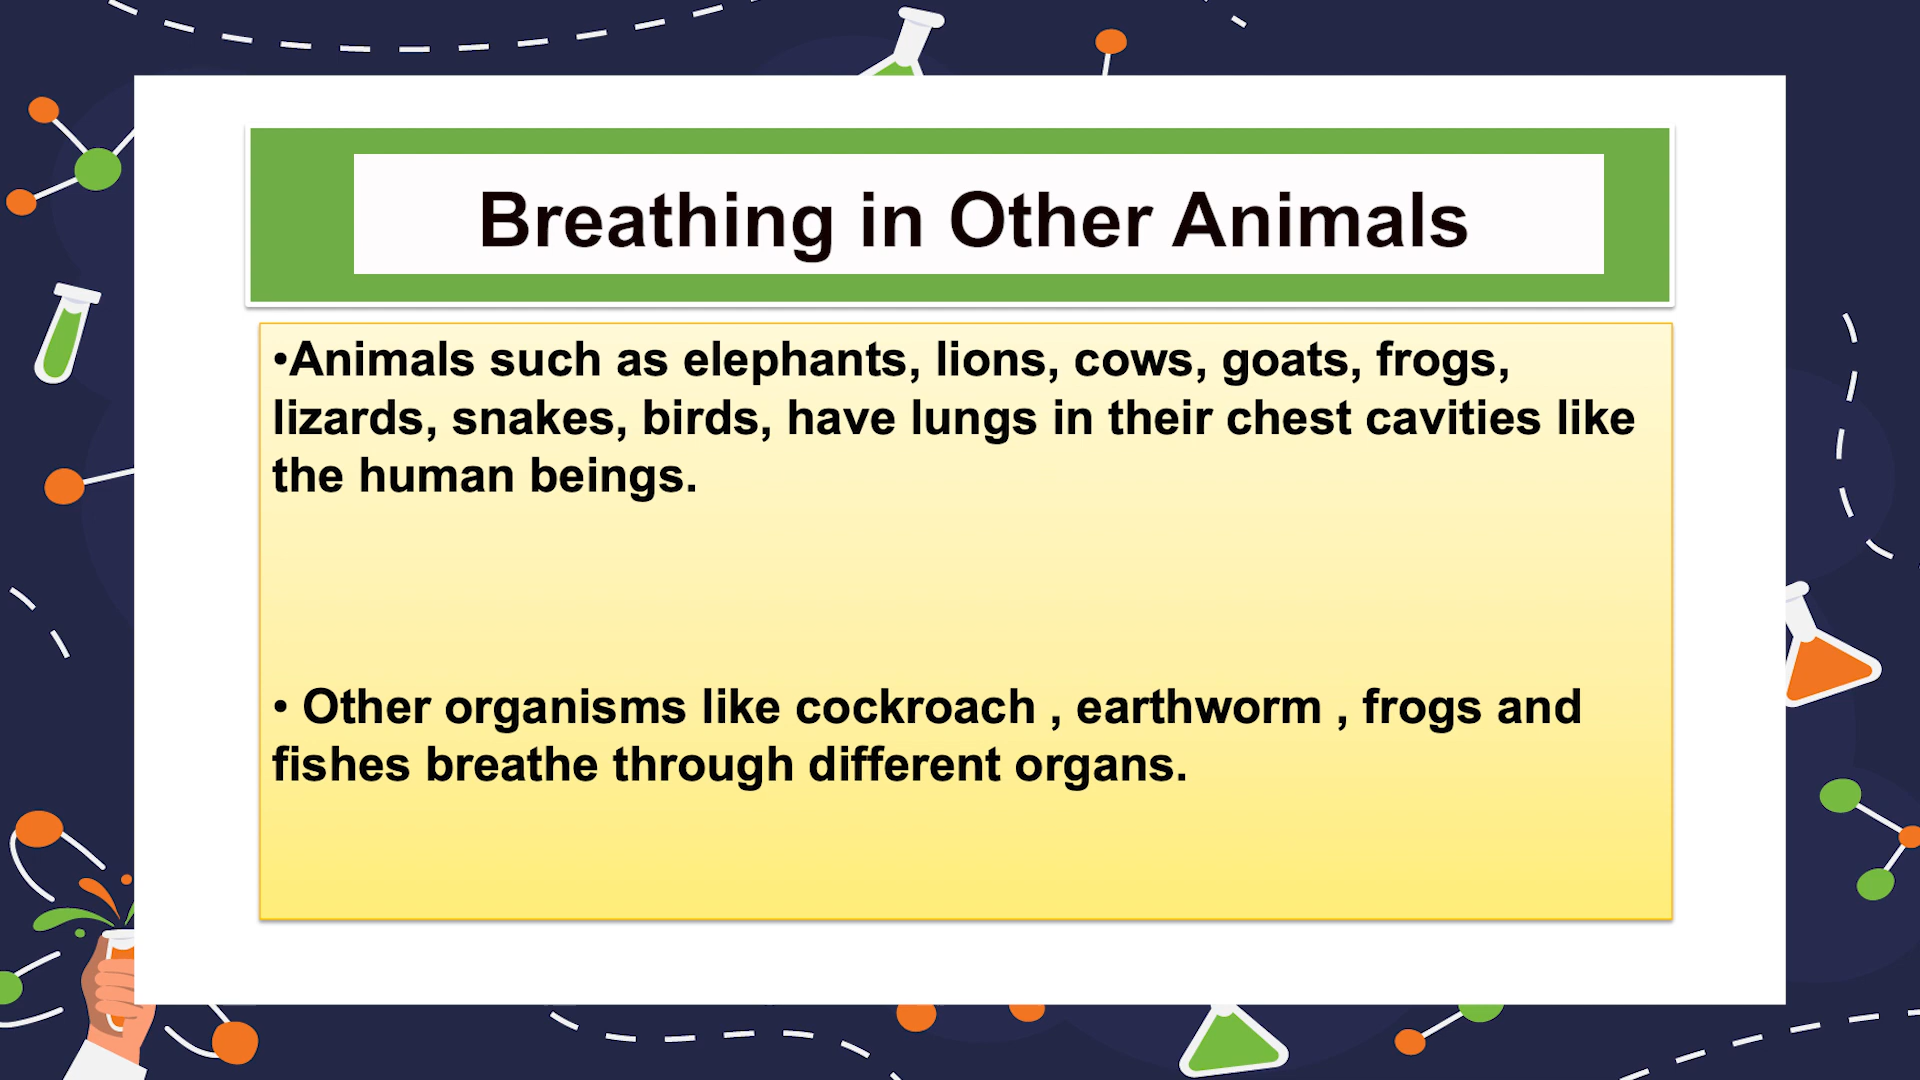 Breathing in Other Animals
•Animals such as elephants, lions, cows, goats, frogs,
lizards, snakes, birds, have lungs in their chest cavities like
the human beings.
• Other organisms like cockroach , earthworm , frogs and
fishes breathe through different organs.